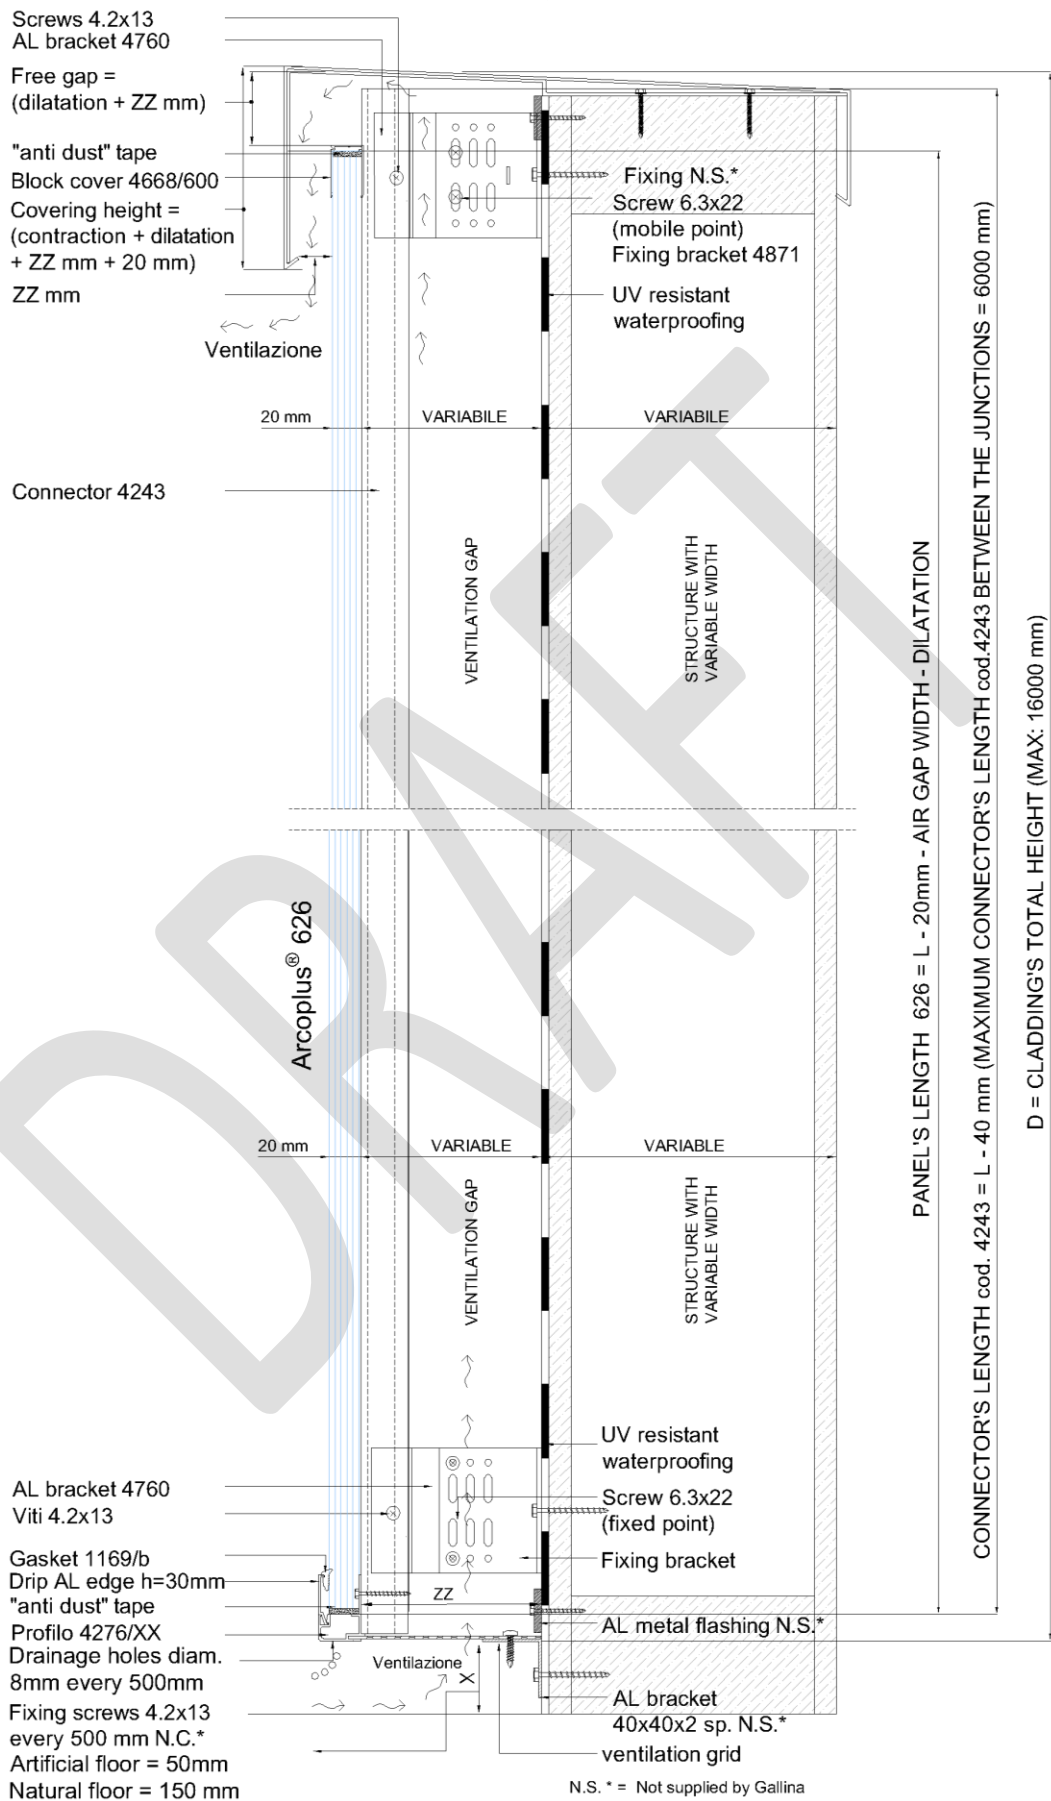 Screws 4.2x13
AL bracket 4760
Free gap =
(dilatation + ZZ mm)
"anti dust" tape
Block cover 4668/600
Covering height =
(contraction + dilatation
+ ZZ mm + 20 mm)
ZZ mm
Ventilazione
Fixing N.S.*
Screw 6.3x22
(mobile point)
Fixing bracket 4871
UV resistant
waterproofing
20 mm
VARIABILE
VARIABILE
Connector 4243
VENTILATION GAP
STRUCTURE WITH
VARIABLE WIDTH
PANEL'S LENGTH 626 = L - 20mm - AIR GAP WIDTH - DILATATION
CONNECTOR'S LENGTH cod. 4243 = L - 40 mm (MAXIMUM CONNECTOR'S LENGTH cod.4243 BETWEEN THE JUNCTIONS = 6000 mm)
D = CLADDING'S TOTAL HEIGHT (MAX: 16000 mm)
DRAFT
Arcoplus® 626
20 mm
VARIABLE
VARIABLE
VENTILATION GAP
STRUCTURE WITH
VARIABLE WIDTH
UV resistant
waterproofing
AL bracket 4760
Viti 4.2x13
Screw 6.3x22
(fixed point)
Fixing bracket
Gasket 1169/b
Drip AL edge h=30mm
"anti dust" tape
Profilo 4276/XX
Drainage holes diam.
8mm every 500mm
Fixing screws 4.2x13
every 500 mm N.C.*
Artificial floor = 50mm
Natural floor = 150 mm
ZZ
AL metal flashing N.S.*
Ventilazione
X
AL bracket
40x40x2 sp. N.S.*
ventilation grid
N.S. * = Not supplied by Gallina